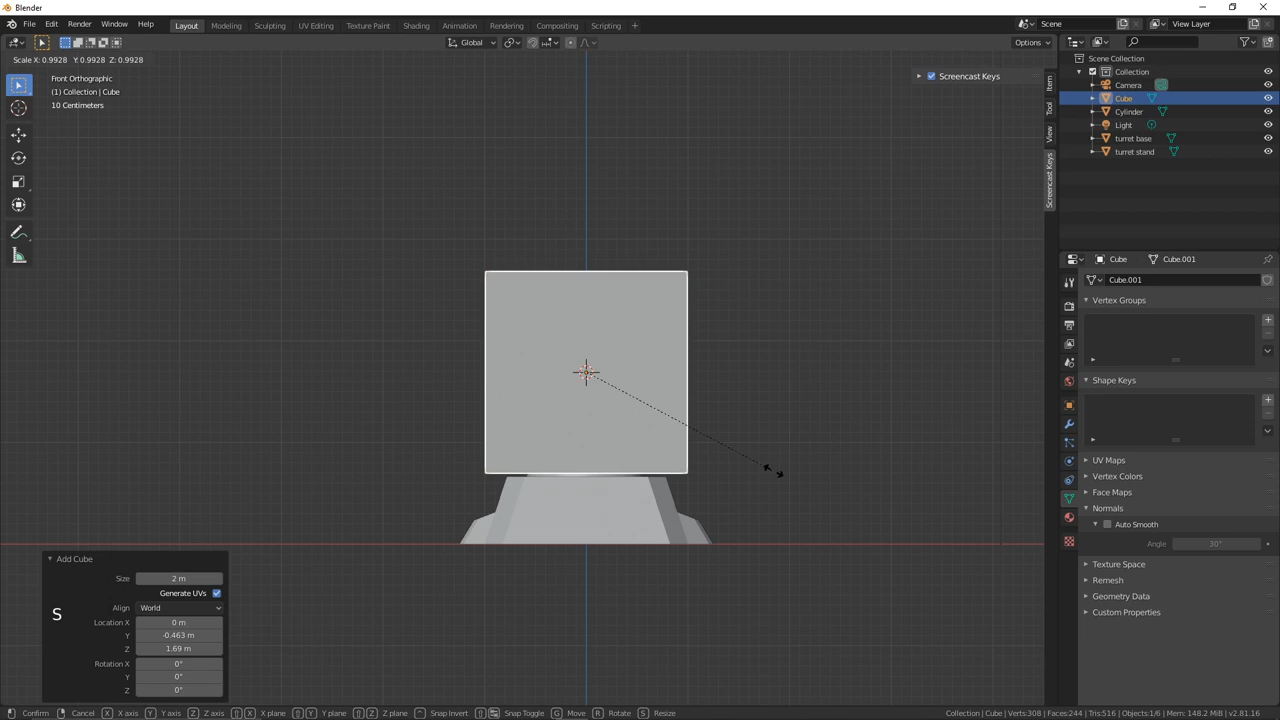 Blender
File Edit Render Window Help
Layout Modeling Sculpting UV Editing Texture Paint Shading Animation Rendering Compositing Scripting +
Scene View Layer
Global Options
Scale X: 0.9928 Y: 0.9928 Z: 0.9928
Front Orthographic
(1) Collection | Cube
10 Centimeters
Screencast Keys
Item
Tool
View
Screencast Keys
Scene Collection
Collection
Camera
Cube
Cylinder
Light
turret base
turret stand
Cube Cube.001
Cube.001
Vertex Groups
Shape Keys
UV Maps
Vertex Colors
Face Maps
Normals
Auto Smooth
Angle 30°
Texture Space
Remesh
Geometry Data
Custom Properties
Add Cube
Size 2 m
Generate UVs
S
Align World
Location X 0 m
Y -0.463 m
Z 1.69 m
Rotation X 0°
Y 0°
Z 0°
Confirm Cancel X X axis Y Y axis Z Z axis X X plane Y Y plane Z Z plane Snap Invert Snap Toggle G Move R Rotate S Resize
Collection | Cube | Verts:308 | Faces:244 | Tris:516 | Objects:1/6 | Mem: 148.2 MiB | v2.81.16